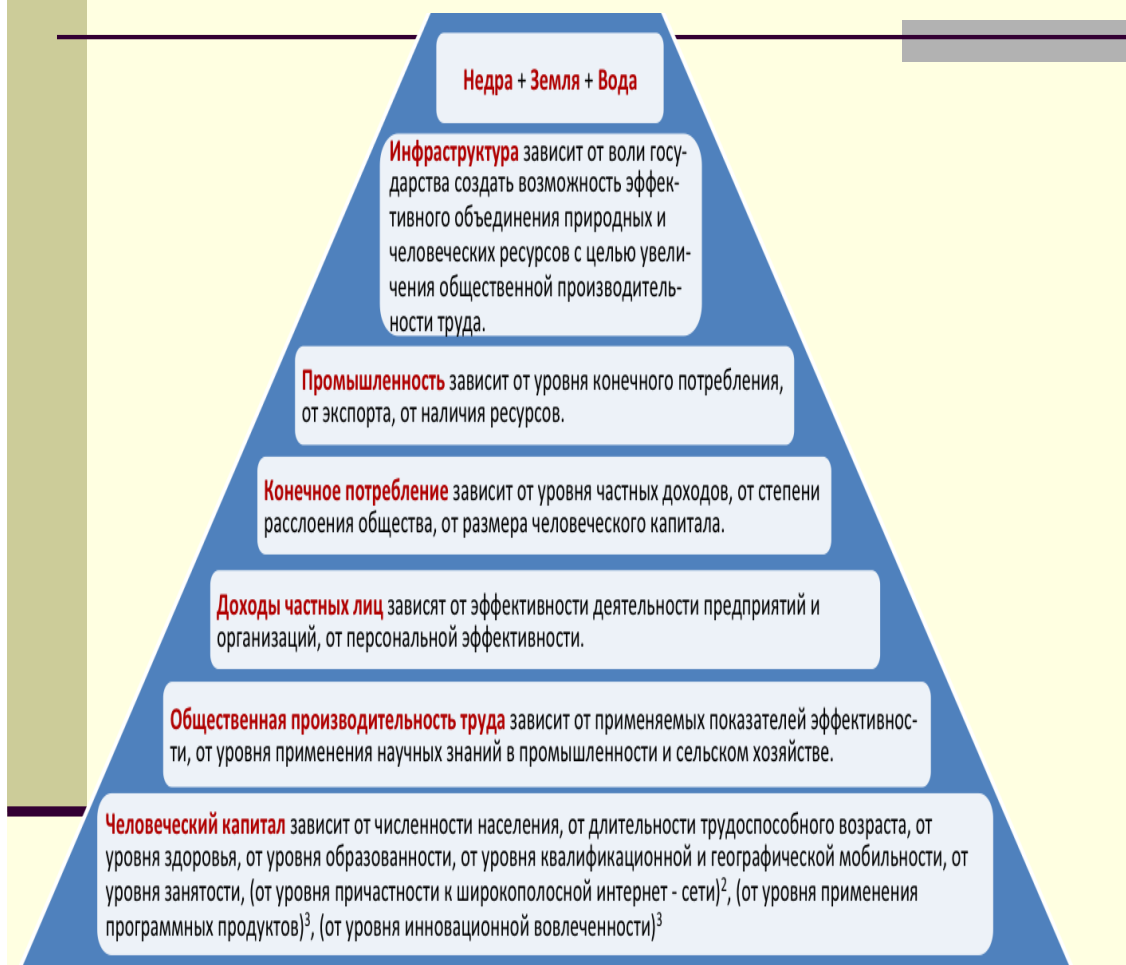 Недра + Земля + Вода
Инфраструктура зависит от воли госу-
дарства создать возможность эффек-
тивного объединения природных и
человеческих ресурсов с целью увели-
чения общественной производитель-
ности труда.
Промышленность зависит от уровня конечного потребления,
от экспорта, от наличия ресурсов.
Конечное потребление зависит от уровня частных доходов, от степени
расслоения общества, от размера человеческого капитала.
Доходы частных лиц зависят от эффективности деятельности предприятий и
организаций, от персональной эффективности.
Общественная производительность труда зависит от применяемых показателей эффективнос-
ти, от уровня применения научных знаний в промышленности и сельском хозяйстве.
Человеческий капитал зависит от численности населения, от длительности трудоспособного возраста, от
уровня здоровья, от уровня образованности, от уровня квалификационной и географической мобильности, от
уровня занятости, (от уровня причастности к широкополосной интернет - сети)², (от уровня применения
программных продуктов)³, (от уровня инновационной вовлеченности)³